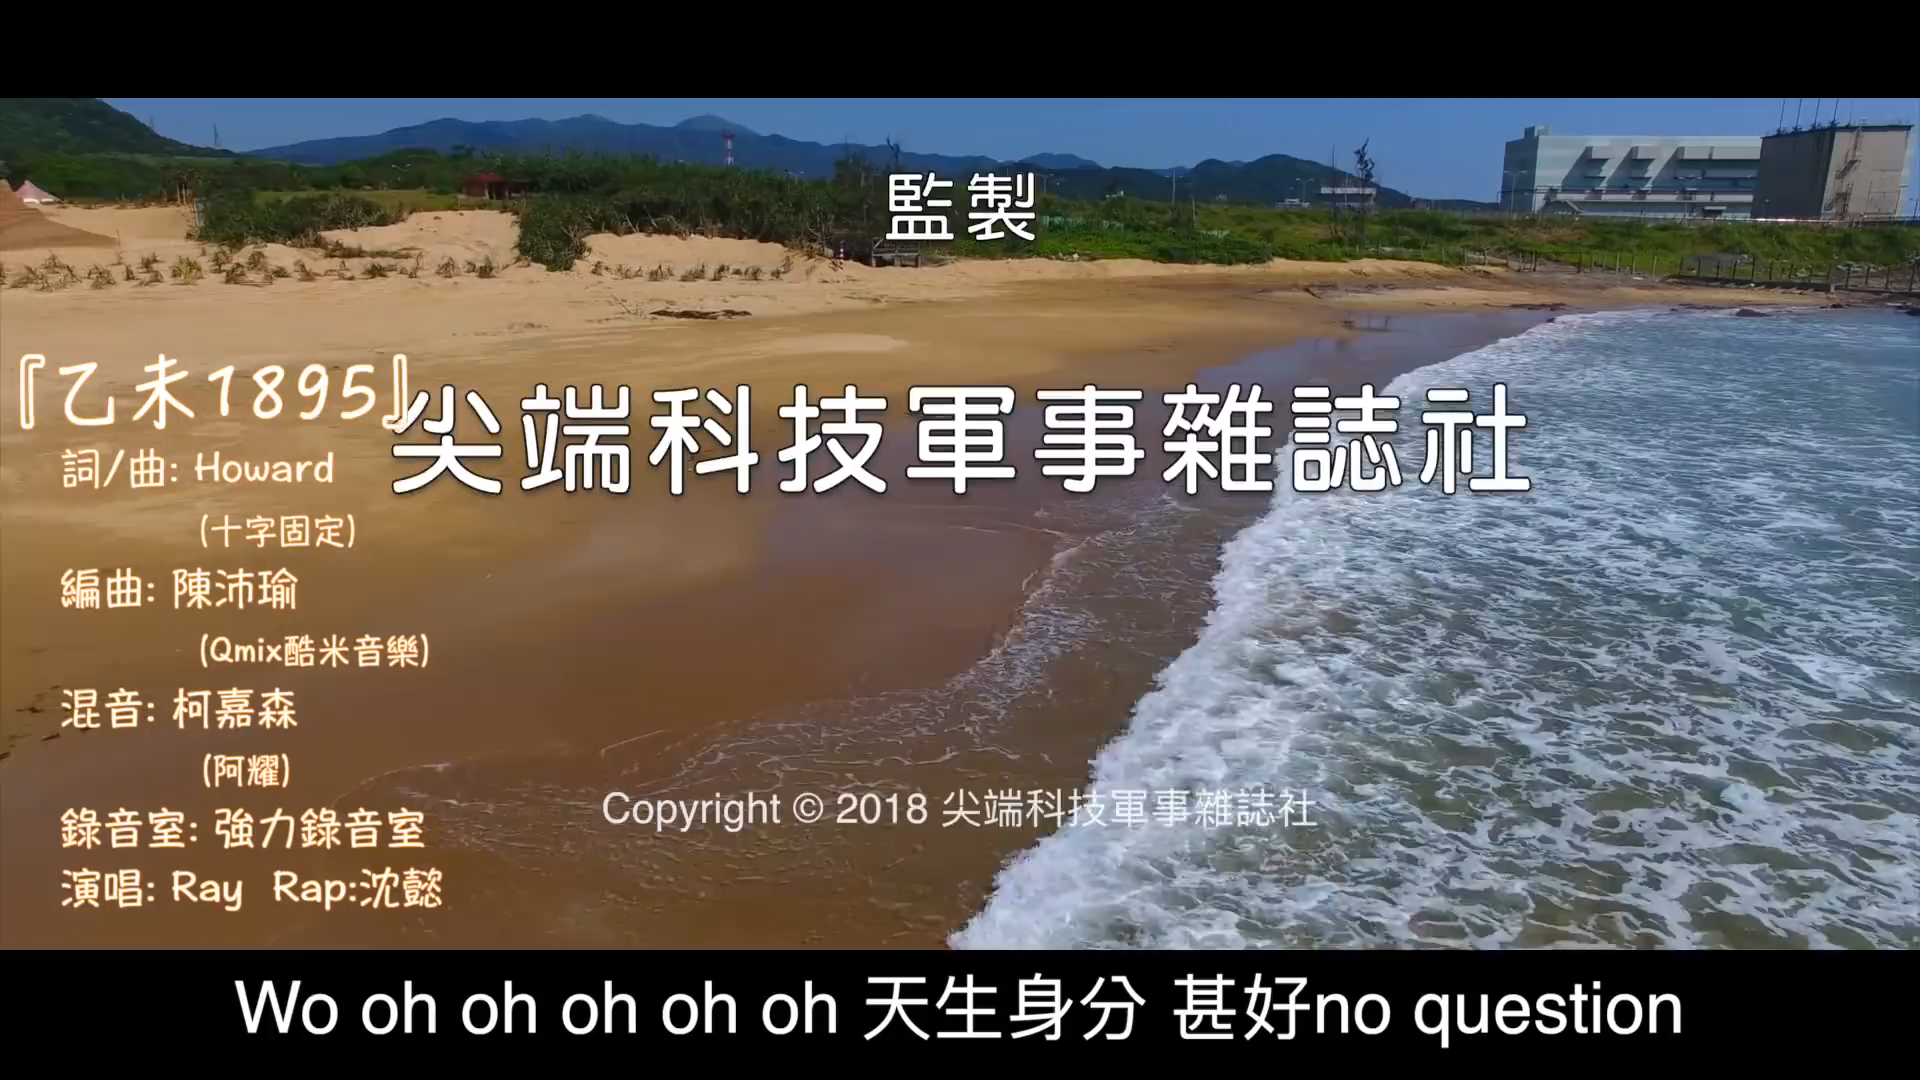 監製
尖端科技軍事雜誌社
『乙未1895』
詞/曲: Howard
(十字固定)
編曲: 陳沛瑜
(Qmix酷米音樂)
混音: 柯嘉森
(阿耀)
錄音室: 強力錄音室
演唱: Ray Rap:沈懿
Copyright © 2018 尖端科技軍事雜誌社
Wo oh oh oh oh oh 天生身分 甚好no question